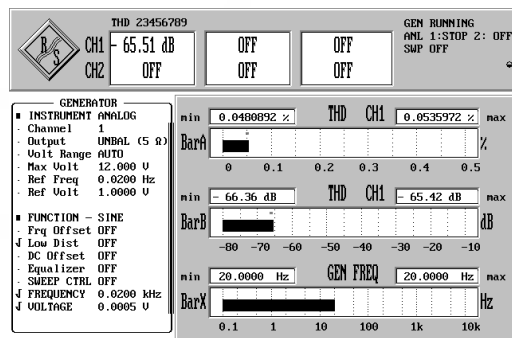 THD 23456789
GEN RUNNING
R S
CH1 - 65.51 dB OFF OFF
ANL 1:STOP 2: OFF
SWP OFF
CH2 OFF OFF OFF
GENERATOR
INSTRUMENT ANALOG
Channel 1
Output UNBAL (5 Ω)
Volt Range AUTO
Max Volt 12.000 V
Ref Freq 0.0200 Hz
Ref Volt 1.0000 V
FUNCTION - SINE
Frq Offset OFF
Low Dist OFF
DC Offset OFF
Equalizer OFF
SWEEP CTRL OFF
FREQUENCY 0.0200 kHz
VOLTAGE 0.0005 V
min 0.0480892 % THD CH1 0.0535972 % max
BarA %
0 0.1 0.2 0.3 0.4 0.5
min - 66.36 dB THD CH1 - 65.42 dB max
BarB dB
-80 -70 -60 -50 -40 -30 -20 -10
min 20.0000 Hz GEN FREQ 20.0000 Hz max
BarX Hz
0.1 1 10 100 1k 10k